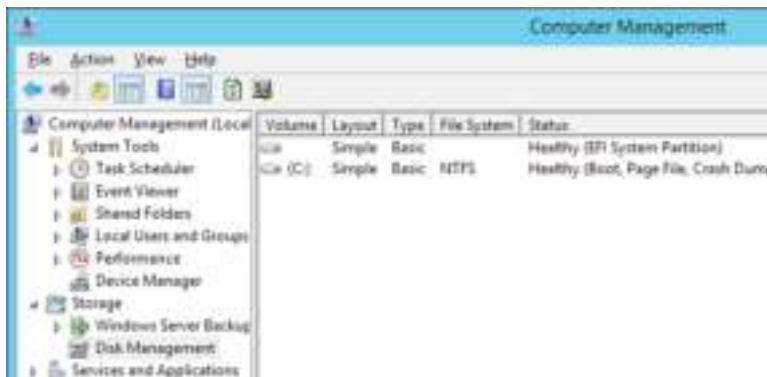 Computer Management
File Action View Help
Computer Management (Local
System Tools
Task Scheduler
Event Viewer
Shared Folders
Local Users and Groups
Performance
Device Manager
Storage
Windows Server Backup
Disk Management
Services and Applications
Volume Layout Type File System Status
Simple Basic Healthy (EFI System Partition)
(C:) Simple Basic NTFS Healthy (Boot, Page File, Crash Dum